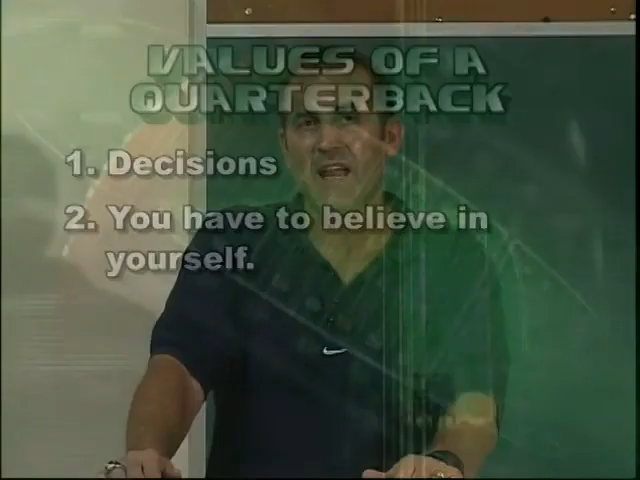 VALUES OF A
QUARTERBACK
1. Decisions
2. You have to believe in
yourself.